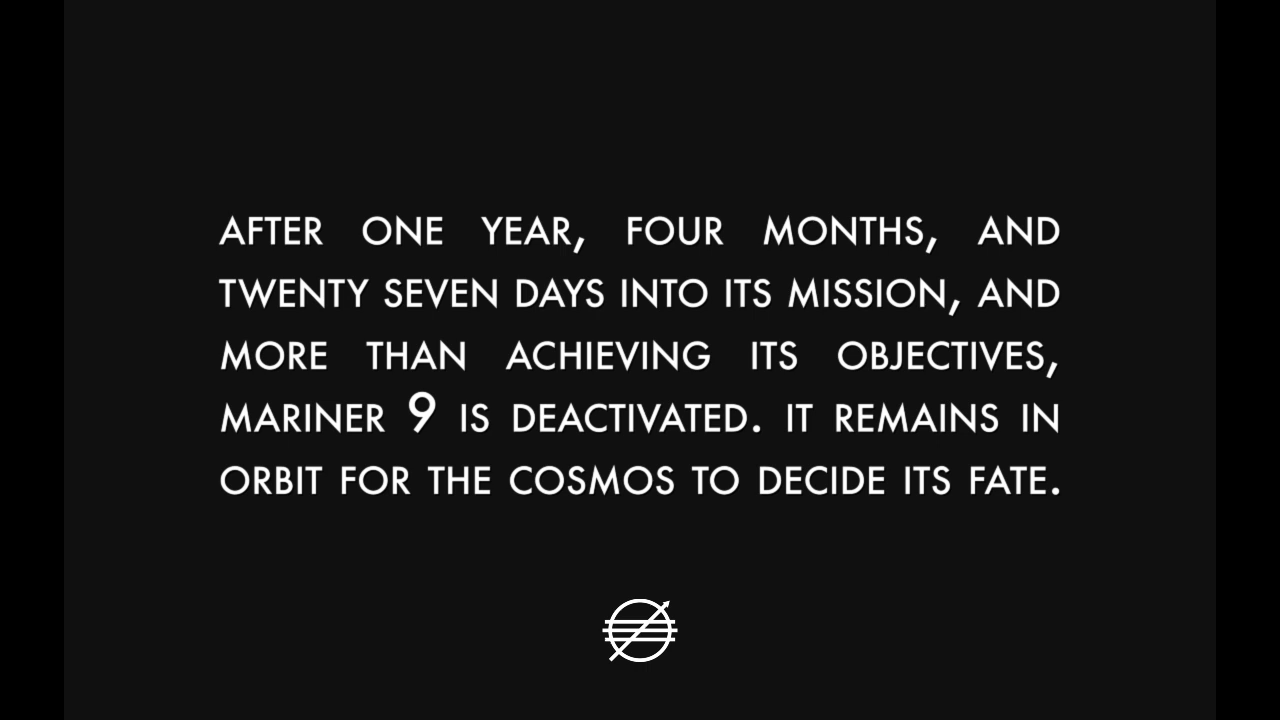 AFTER ONE YEAR, FOUR MONTHS, AND
TWENTY SEVEN DAYS INTO ITS MISSION, AND
MORE THAN ACHIEVING ITS OBJECTIVES,
MARINER 9 IS DEACTIVATED. IT REMAINS IN
ORBIT FOR THE COSMOS TO DECIDE ITS FATE.